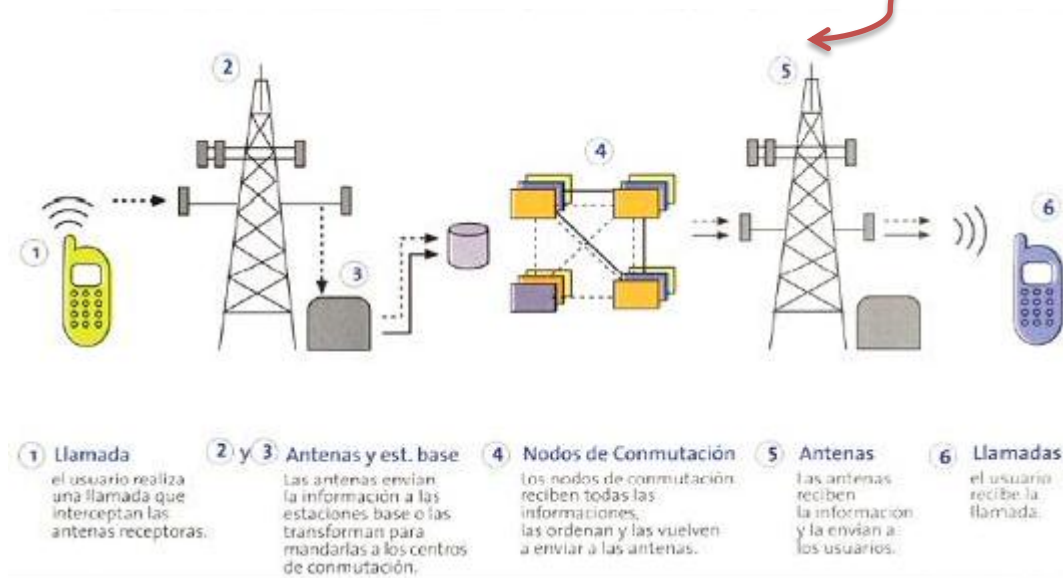 2
5
4
6
1
3
1 Llamada
el usuario realiza
una llamada que
interceptan las
antenas receptoras.
2 y 3 Antenas y est. base
Las antenas envían
la información a las
estaciones base o las
transforman para
mandarlas a los centros
de conmutación.
4 Nodos de Conmutación
Los nodos de conmutación
reciben todas las
informaciones,
las ordenan y las vuelven
a enviar a las antenas.
5 Antenas
Las antenas
reciben
la información
y la envían a
los usuarios.
6 Llamadas
el usuario
recibe la
llamada.